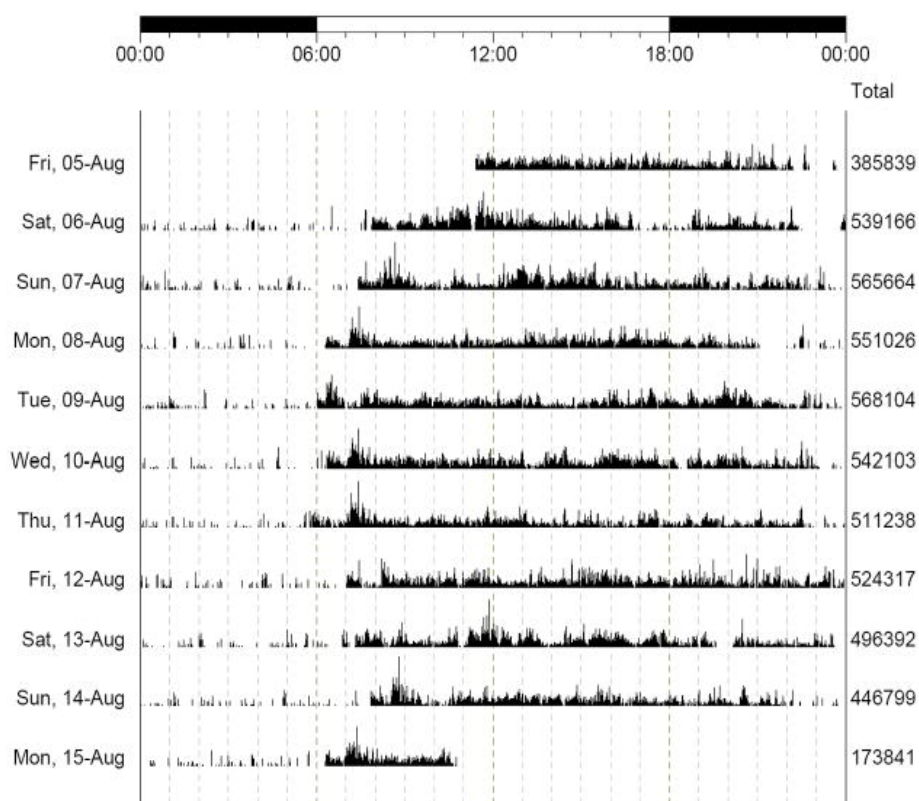 00:00 06:00 12:00 18:00 00:00
Total
Fri, 05-Aug 385839
Sat, 06-Aug 539166
Sun, 07-Aug 565664
Mon, 08-Aug 551026
Tue, 09-Aug 568104
Wed, 10-Aug 542103
Thu, 11-Aug 511238
Fri, 12-Aug 524317
Sat, 13-Aug 496392
Sun, 14-Aug 446799
Mon, 15-Aug 173841